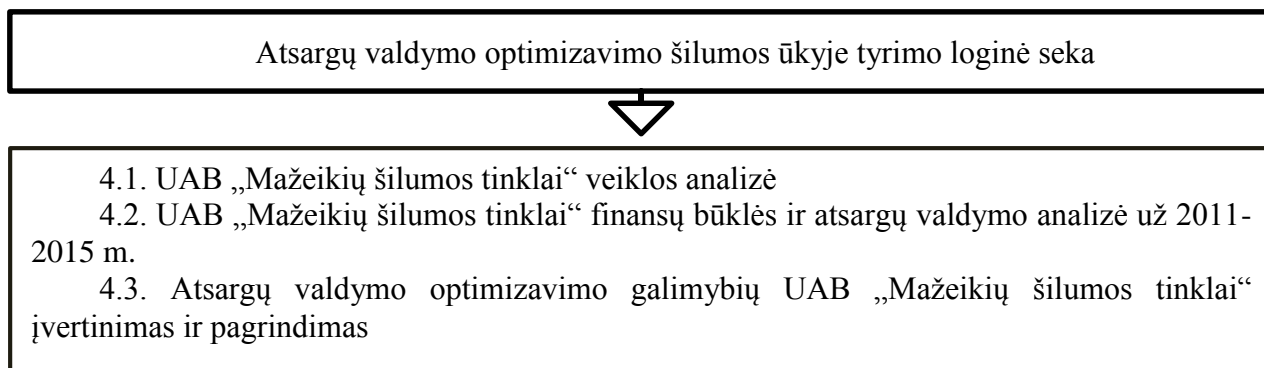 Atsargų valdymo optimizavimo šilumos ūkyje tyrimo loginė seka
4.1. UAB „Mažeikių šilumos tinklai“ veiklos analizė
4.2. UAB „Mažeikių šilumos tinklai“ finansų būklės ir atsargų valdymo analizė už 2011-
2015 m.
4.3. Atsargų valdymo optimizavimo galimybių UAB „Mažeikių šilumos tinklai“
įvertinimas ir pagrindimas